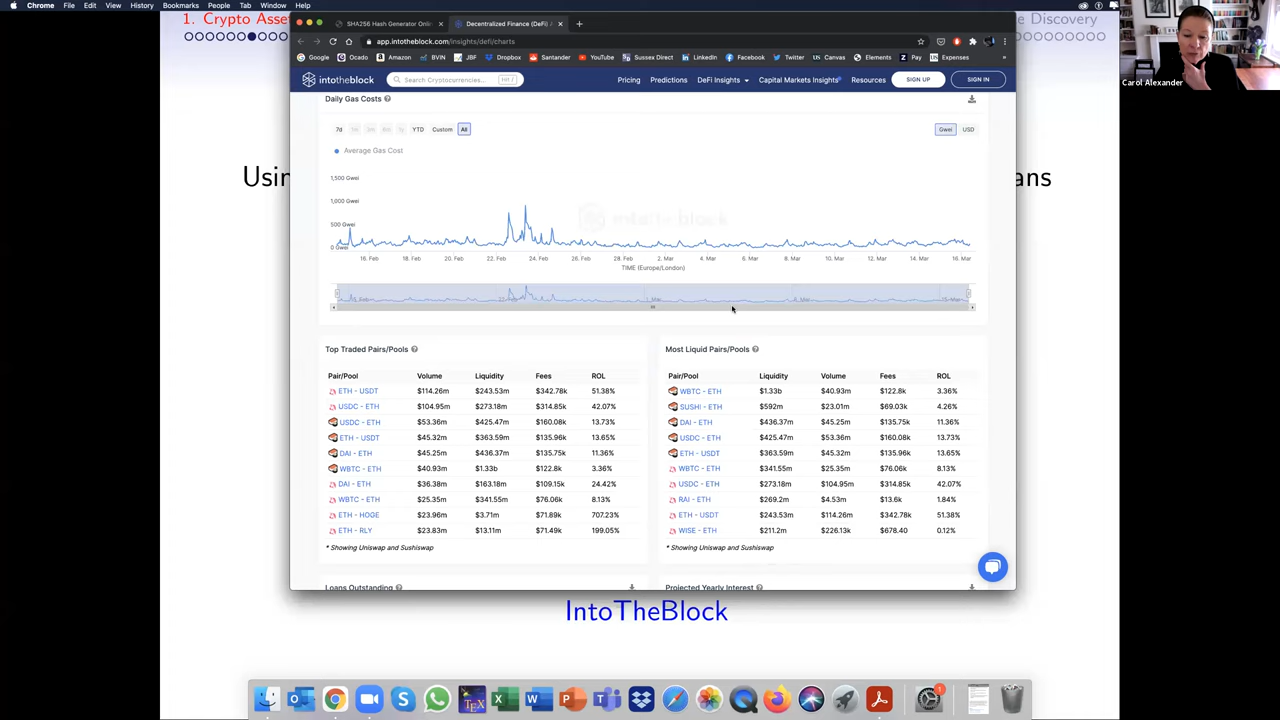 Chrome File Edit View History Bookmarks People Tab Window Help
1. Crypto Asse
e Discovery
SHA256 Hash Generator Onlin
Decentralized Finance (DeFi) A
app.intotheblock.com/insights/defi/charts
Google Ocado Amazon BVIN JBF Dropbox Santander YouTube Sussex Direct LinkedIn Facebook Twitter Canvas Elements Pay Expenses
intotheblock
Search Cryptocurrencies...
Pricing Predictions DeFi Insights Capital Markets Insights Resources SIGN UP SIGN IN
Carol Alexander
Daily Gas Costs
7d YTD Custom All
Gwei USD
Average Gas Cost
1,500 Gwei
1,000 Gwei
500 Gwei
0 Gwei
16. Feb 18. Feb 20. Feb 22. Feb 24. Feb 26. Feb 28. Feb 2. Mar 4. Mar 6. Mar 8. Mar 10. Mar 12. Mar 14. Mar 16. Mar
TIME (Europe/London)
intotheblock
Usin
ans
Top Traded Pairs/Pools
Pair/Pool Volume Liquidity Fees ROL
ETH - USDT $114.26m $243.53m $342.78k 51.38%
USDC - ETH $104.95m $273.18m $314.85k 42.07%
USDC - ETH $53.36m $425.47m $160.08k 13.73%
ETH - USDT $45.32m $363.59m $135.96k 13.65%
DAI - ETH $45.25m $436.37m $135.75k 11.36%
WBTC - ETH $40.93m $1.33b $122.8k 3.36%
DAI - ETH $36.38m $163.18m $109.15k 24.42%
WBTC - ETH $25.35m $341.55m $76.06k 8.13%
ETH - HOGE $23.96m $3.71m $71.89k 707.23%
ETH - RLY $23.83m $13.11m $71.49k 199.05%
* Showing Uniswap and Sushiswap
Most Liquid Pairs/Pools
Pair/Pool Liquidity Volume Fees ROL
WBTC - ETH $1.33b $40.93m $122.8k 3.36%
SUSHI - ETH $592m $23.01m $69.03k 4.26%
DAI - ETH $436.37m $45.25m $135.75k 11.36%
USDC - ETH $425.47m $53.36m $160.08k 13.73%
ETH - USDT $363.59m $45.32m $135.96k 13.65%
WBTC - ETH $341.55m $25.35m $76.06k 8.13%
USDC - ETH $273.18m $104.95m $314.85k 42.07%
RAI - ETH $269.2m $4.53m $13.6k 1.84%
ETH - USDT $243.53m $114.26m $342.78k 51.38%
WISE - ETH $211.2m $226.13k $678.40 0.12%
* Showing Uniswap and Sushiswap
Loans Outstanding
Projected Yearly Interest
IntoTheBlock